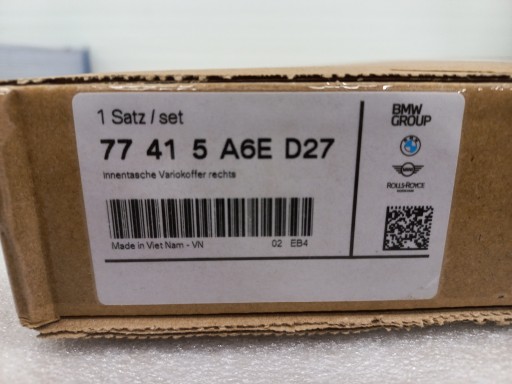 1 Satz / set
77 41 5 A6E D27
Innentasche Variokoffer rechts
Made in Viet Nam - VN
02 EB4
BMW
GROUP
ROLLS-ROYCE